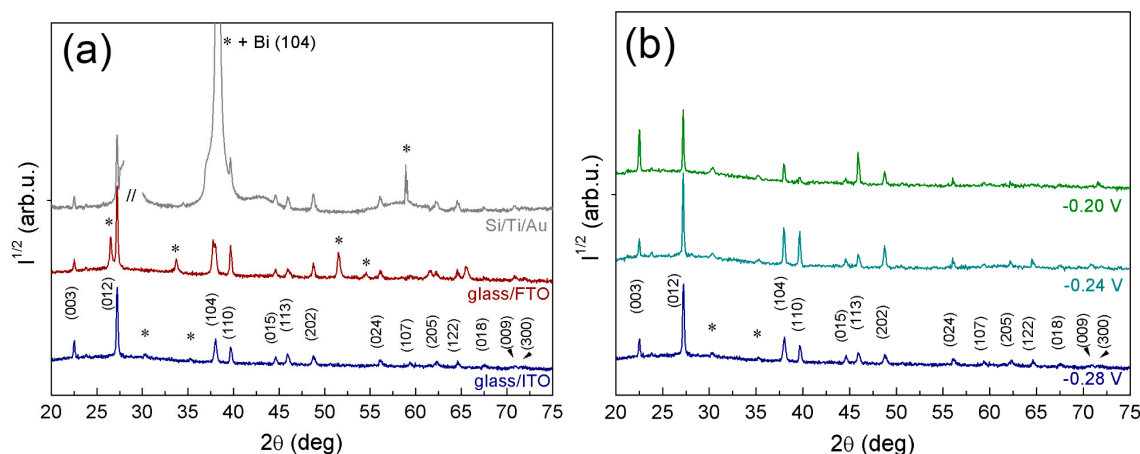 (a)
* + Bi (104)
*
//
Si/Ti/Au
* * * *
glass/FTO
(003) (012) * * (104) (110) (015) (113) (202) (024) (107) (205) (122) (018) (009) (300)
glass/ITO
I1/2 (arb.u.)
20 25 30 35 40 45 50 55 60 65 70 75
2θ (deg)
(b)
-0.20 V
-0.24 V
(003) (012) * * (104) (110) (015) (113) (202) (024) (107) (205) (122) (018) (009) (300)
-0.28 V
I1/2 (arb.u.)
20 25 30 35 40 45 50 55 60 65 70 75
2θ (deg)